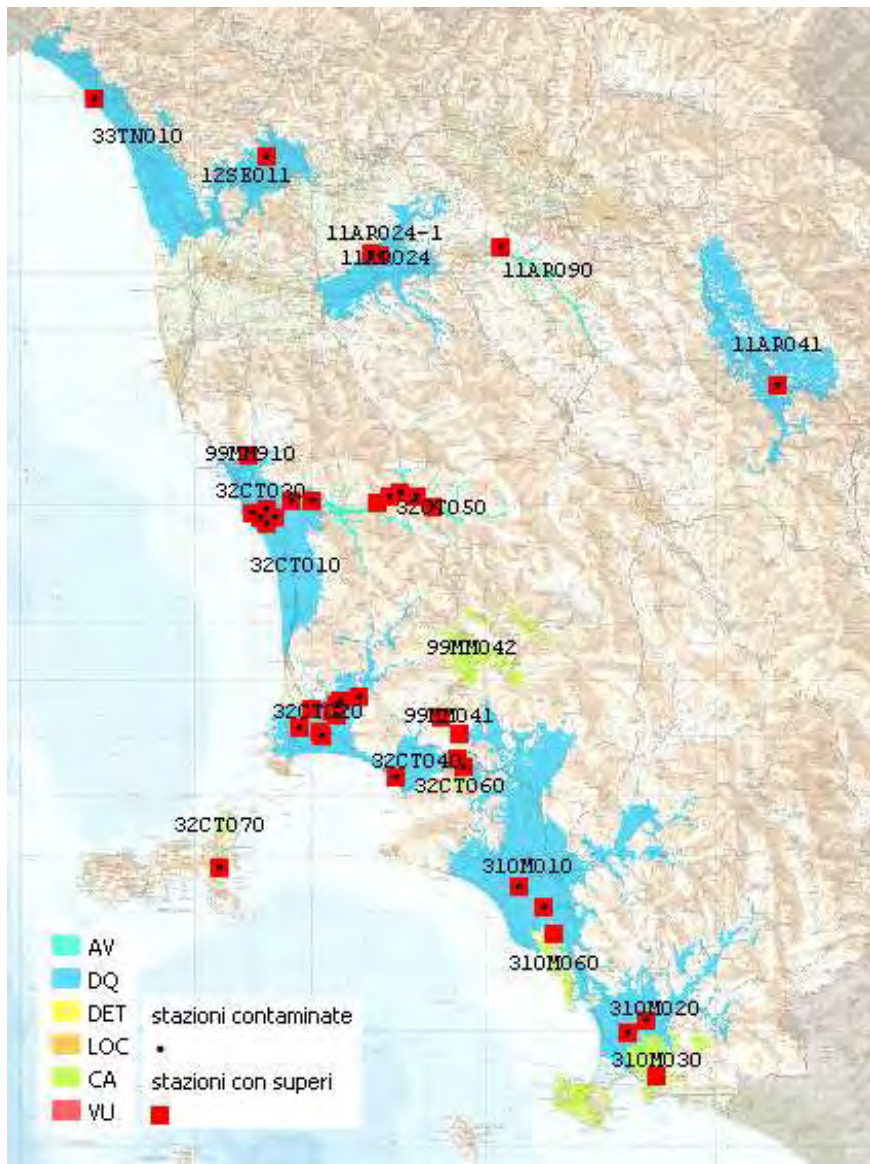 33TN010
12SE011
11AR024-1
11AR024
11AR090
11AR041
99MM910
32CT030
32CT050
32CT010
99MM042
32CT020
99MM041
32CT040
32CT060
32CT070
31OM010
31OM060
31OM020
31OM030
AV
DQ
DET
LOC
CA
VU
stazioni contaminate
stazioni con superi